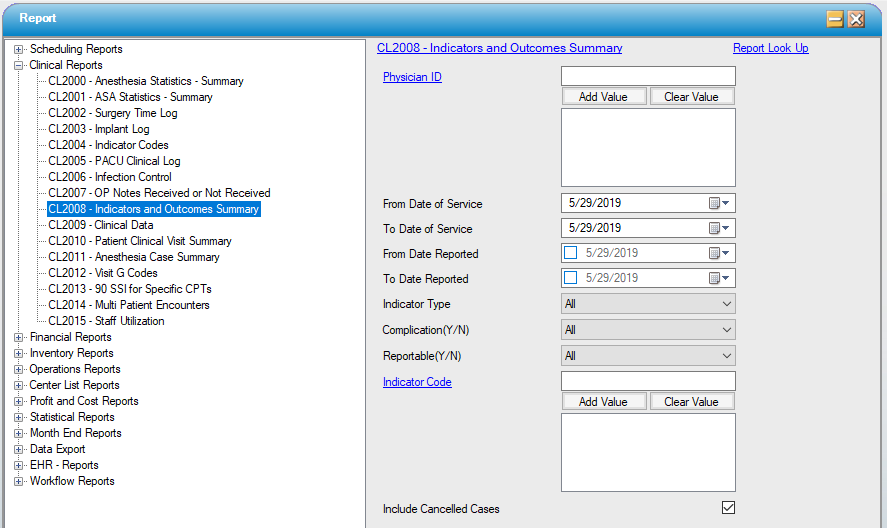 Report
Scheduling Reports
Clinical Reports
CL2000 - Anesthesia Statistics - Summary
CL2001 - ASA Statistics - Summary
CL2002 - Surgery Time Log
CL2003 - Implant Log
CL2004 - Indicator Codes
CL2005 - PACU Clinical Log
CL2006 - Infection Control
CL2007 - OP Notes Received or Not Received
CL2008 - Indicators and Outcomes Summary
CL2009 - Clinical Data
CL2010 - Patient Clinical Visit Summary
CL2011 - Anesthesia Case Summary
CL2012 - Visit G Codes
CL2013 - 90 SSI for Specific CPTs
CL2014 - Multi Patient Encounters
CL2015 - Staff Utilization
Financial Reports
Inventory Reports
Operations Reports
Center List Reports
Profit and Cost Reports
Statistical Reports
Month End Reports
Data Export
EHR - Reports
Workflow Reports
CL2008 - Indicators and Outcomes Summary Report Look Up
Physician ID
Add Value Clear Value
From Date of Service 5/29/2019
To Date of Service 5/29/2019
From Date Reported 5/29/2019
To Date Reported 5/29/2019
Indicator Type All
Complication(Y/N) All
Reportable(Y/N) All
Indicator Code
Add Value Clear Value
Include Cancelled Cases